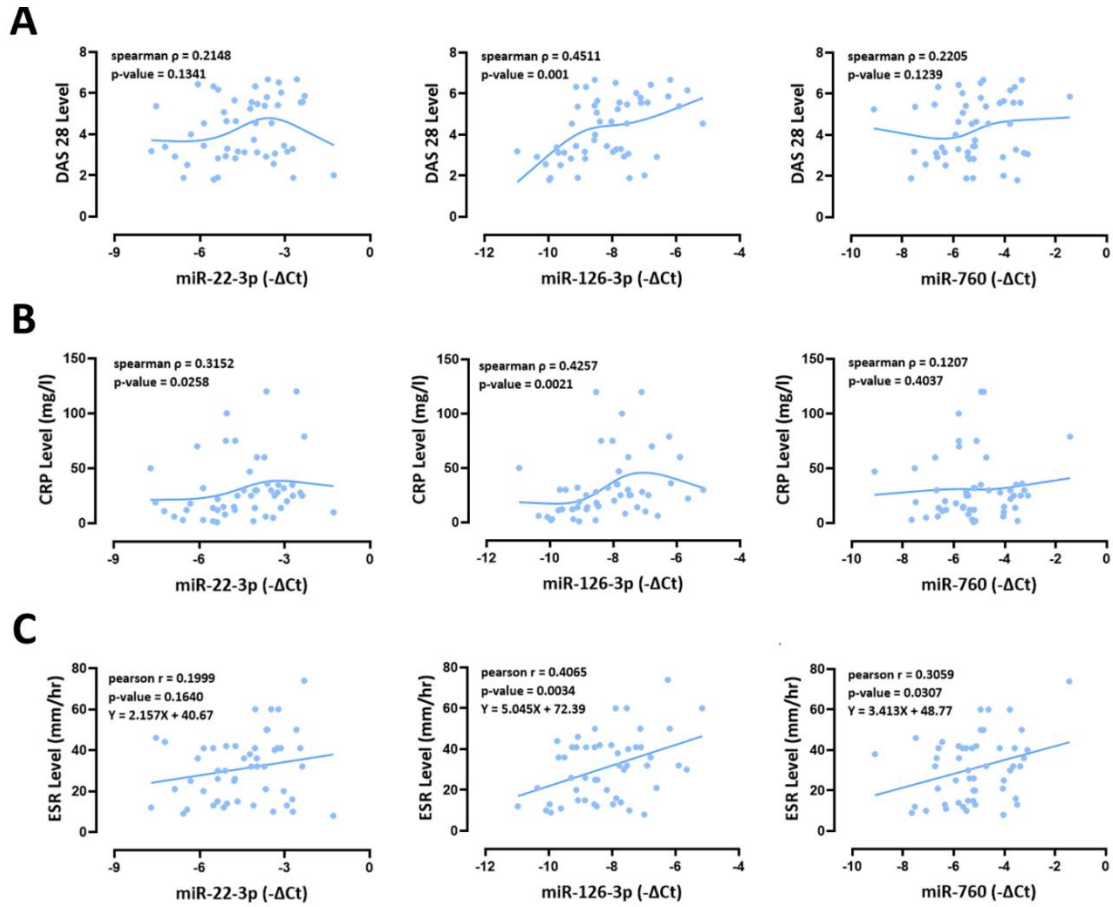 A
spearman ρ = 0.2148
p-value = 0.1341
DAS 28 Level
8
6
4
2
0
-9
-6
-3
0
miR-22-3p (-ΔCt)
spearman ρ = 0.4511
p-value = 0.001
DAS 28 Level
8
6
4
2
0
-12
-10
-8
-6
-4
miR-126-3p (-ΔCt)
spearman ρ = 0.2205
p-value = 0.1239
DAS 28 Level
8
6
4
2
0
-10
-8
-6
-4
-2
0
miR-760 (-ΔCt)
B
spearman ρ = 0.3152
p-value = 0.0258
CRP Level (mg/l)
150
100
50
0
-9
-6
-3
0
miR-22-3p (-ΔCt)
spearman ρ = 0.4257
p-value = 0.0021
CRP Level (mg/l)
150
100
50
0
-12
-10
-8
-6
-4
miR-126-3p (-ΔCt)
spearman ρ = 0.1207
p-value = 0.4037
CRP Level (mg/l)
150
100
50
0
-10
-8
-6
-4
-2
0
miR-760 (-ΔCt)
C
pearson r = 0.1999
p-value = 0.1640
Y = 2.157X + 40.67
ESR Level (mm/hr)
80
60
40
20
0
-9
-6
-3
0
miR-22-3p (-ΔCt)
pearson r = 0.4065
p-value = 0.0034
Y = 5.045X + 72.39
ESR Level (mm/hr)
80
60
40
20
0
-12
-10
-8
-6
-4
miR-126-3p (-ΔCt)
pearson r = 0.3059
p-value = 0.0307
Y = 3.413X + 48.77
ESR Level (mm/hr)
80
60
40
20
0
-10
-8
-6
-4
-2
0
miR-760 (-ΔCt)